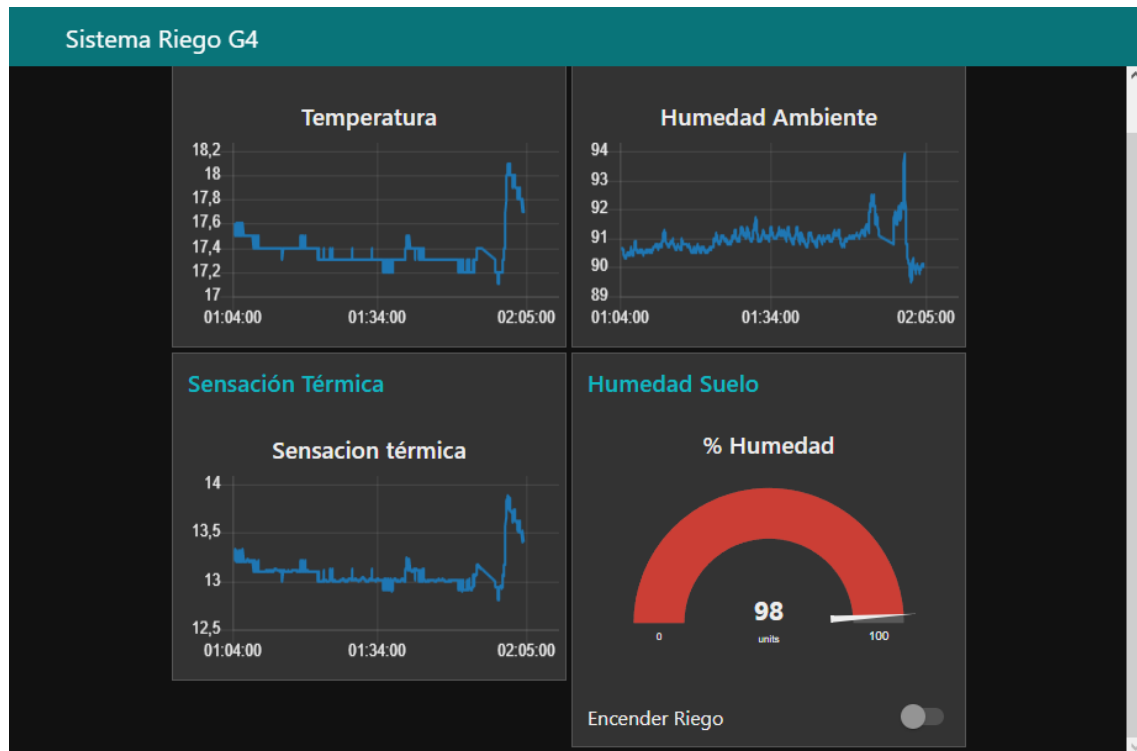 Sistema Riego G4
Temperatura
18,2
18
17,8
17,6
17,4
17,2
17
01:04:00 01:34:00 02:05:00
Humedad Ambiente
94
93
92
91
90
89
01:04:00 01:34:00 02:05:00
Sensación Térmica
Sensacion térmica
14
13,5
13
12,5
01:04:00 01:34:00 02:05:00
Humedad Suelo
% Humedad
98
units
0 100
Encender Riego